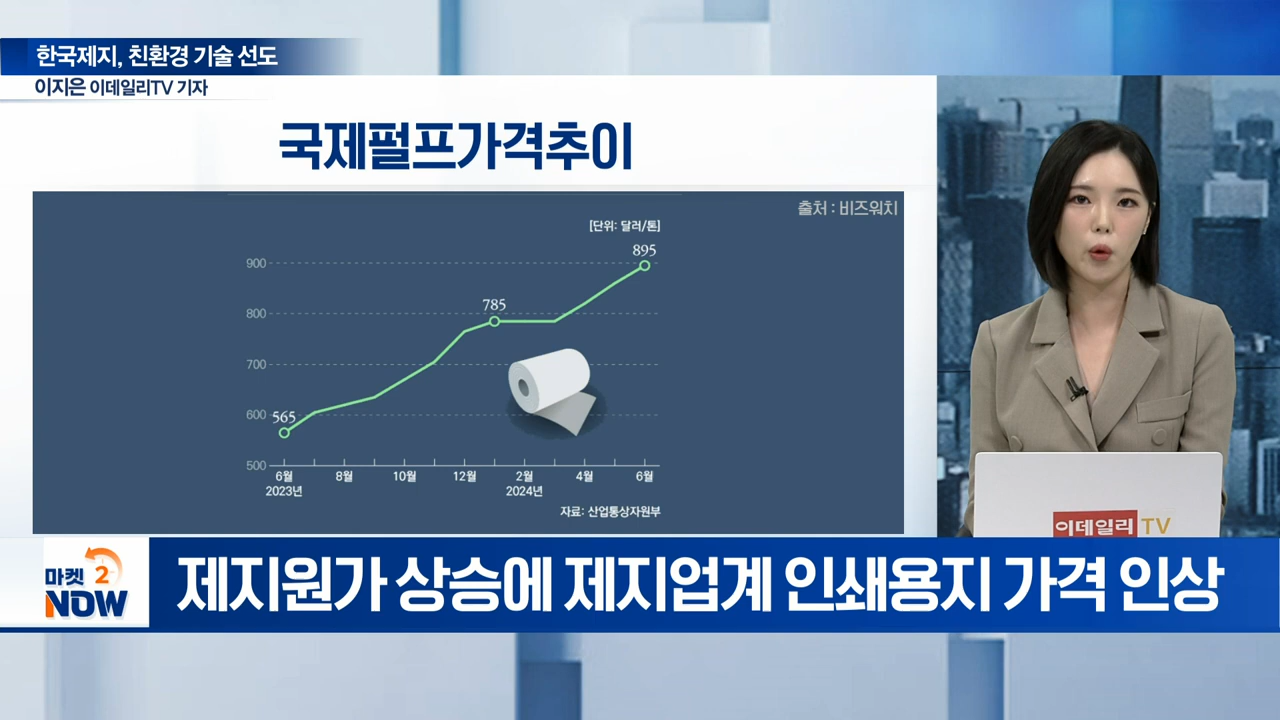 한국제지, 친환경 기술 선도
이지은 이데일리TV 기자
국제펄프가격추이
출처 : 비즈워치
[단위: 달러/톤]
895
900
785
800
700
600
565
500
6월 8월 10월 12월 2월 4월 6월
2023년 2024년
자료: 산업통상자원부
이데일리 TV
마켓 2
NOW
제지원가 상승에 제지업계 인쇄용지 가격 인상